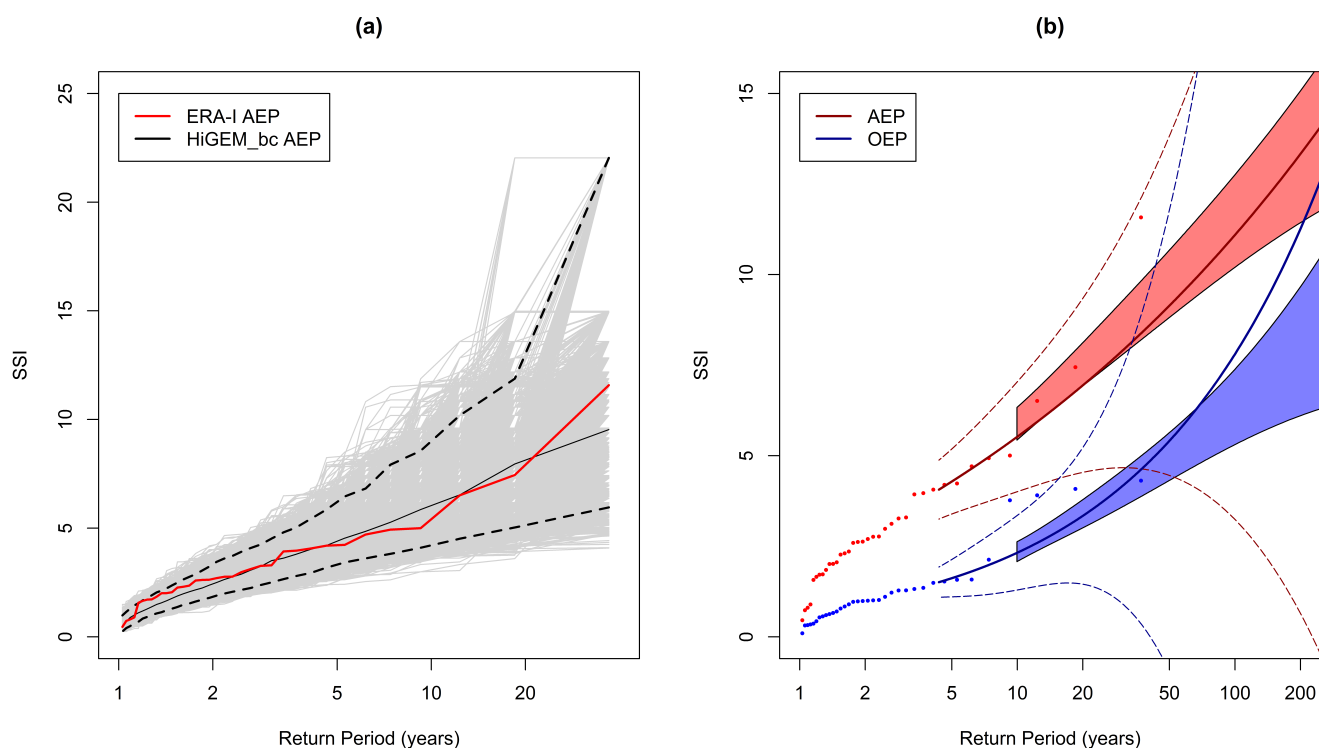 (a)
ERA-I AEP
HiGEM_bc AEP
SSI
25
20
15
10
5
0
1 2 5 10 20
Return Period (years)
(b)
AEP
OEP
SSI
15
10
5
0
1 2 5 10 20 50 100 200
Return Period (years)